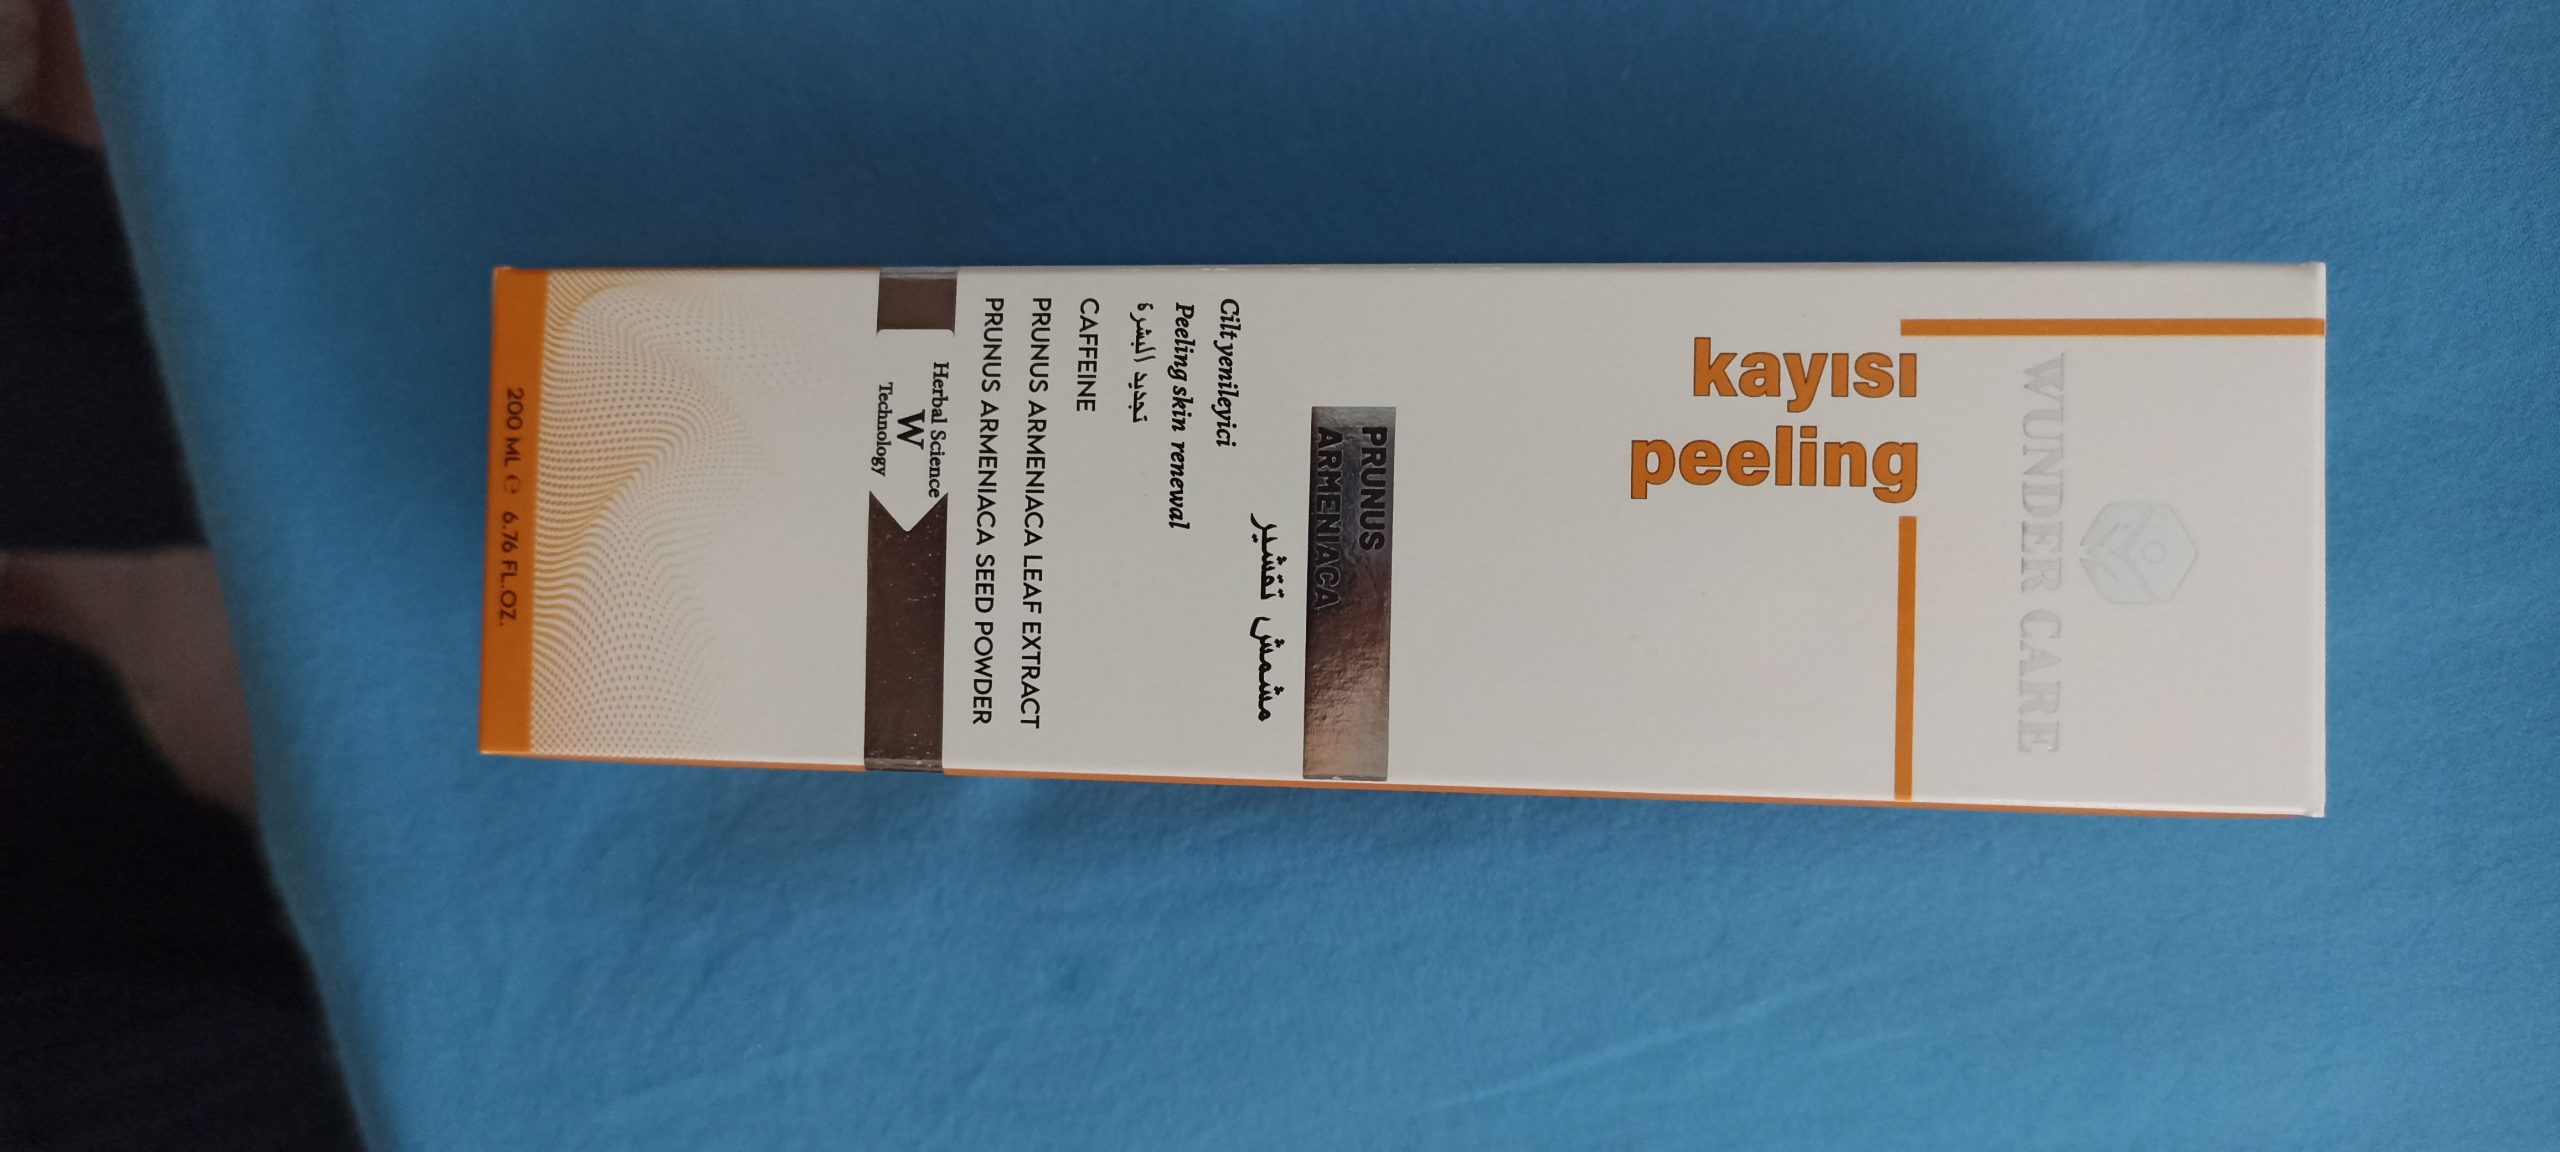 WUNDER CARE
kayısı
peeling
PRUNUS
ARMENIACA
مشمش تقشير
Cilt yenileyici
Peeling skin renewal
تجديد البشرة
CAFFEINE
PRUNUS ARMENIACA LEAF EXTRACT
PRUNUS ARMENIACA SEED POWDER
Herbal Science
W
Technology
200 ML ℮ 6.76 FL.OZ.